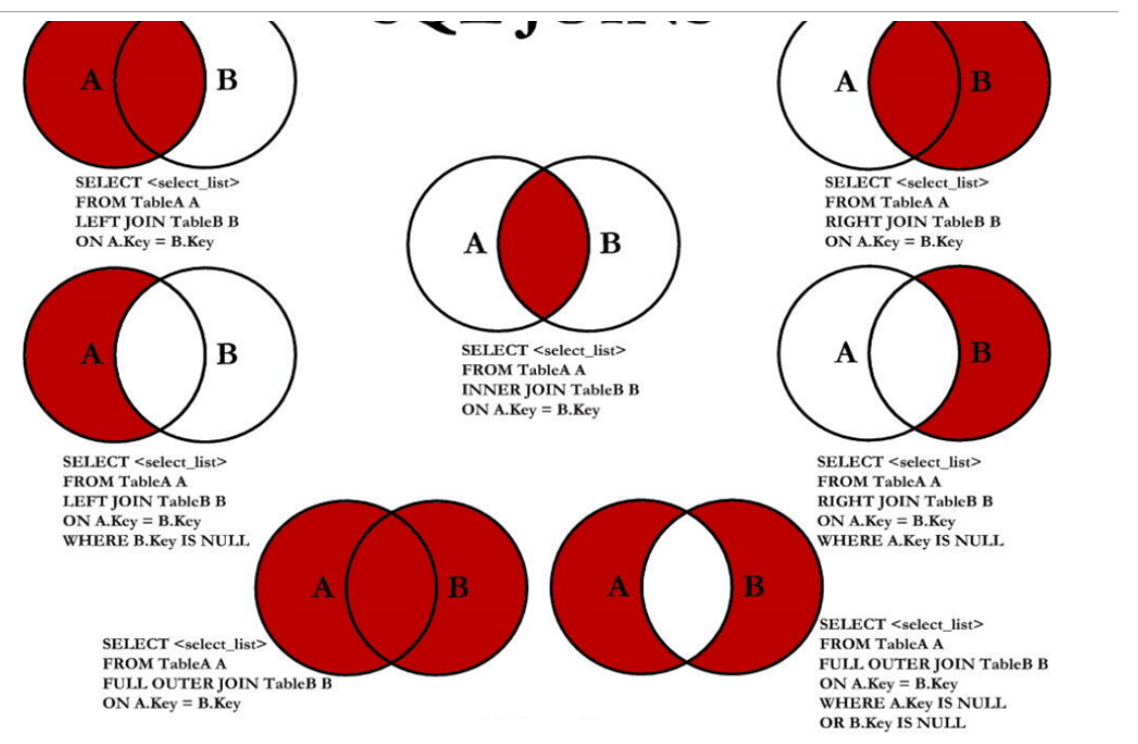 SQL JOINS
A B
SELECT <select_list>
FROM TableA A
LEFT JOIN TableB B
ON A.Key = B.Key
A B
SELECT <select_list>
FROM TableA A
RIGHT JOIN TableB B
ON A.Key = B.Key
A B
SELECT <select_list>
FROM TableA A
INNER JOIN TableB B
ON A.Key = B.Key
A B
SELECT <select_list>
FROM TableA A
LEFT JOIN TableB B
ON A.Key = B.Key
WHERE B.Key IS NULL
A B
SELECT <select_list>
FROM TableA A
RIGHT JOIN TableB B
ON A.Key = B.Key
WHERE A.Key IS NULL
A B
SELECT <select_list>
FROM TableA A
FULL OUTER JOIN TableB B
ON A.Key = B.Key
A B
SELECT <select_list>
FROM TableA A
FULL OUTER JOIN TableB B
ON A.Key = B.Key
WHERE A.Key IS NULL
OR B.Key IS NULL